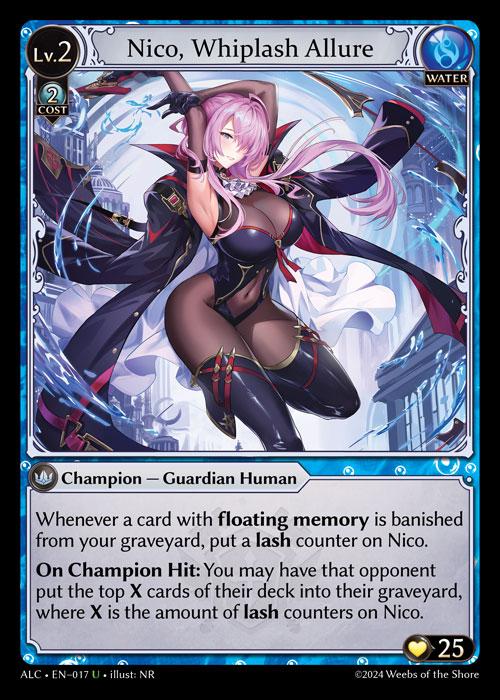 Lv.2
Nico, Whiplash Allure
WATER
2
COST
Champion — Guardian Human
Whenever a card with floating memory is banished
from your graveyard, put a lash counter on Nico.
On Champion Hit: You may have that opponent
put the top X cards of their deck into their graveyard,
where X is the amount of lash counters on Nico.
25
ALC • EN–017 U • illust: NR
©2024 Weebs of the Shore